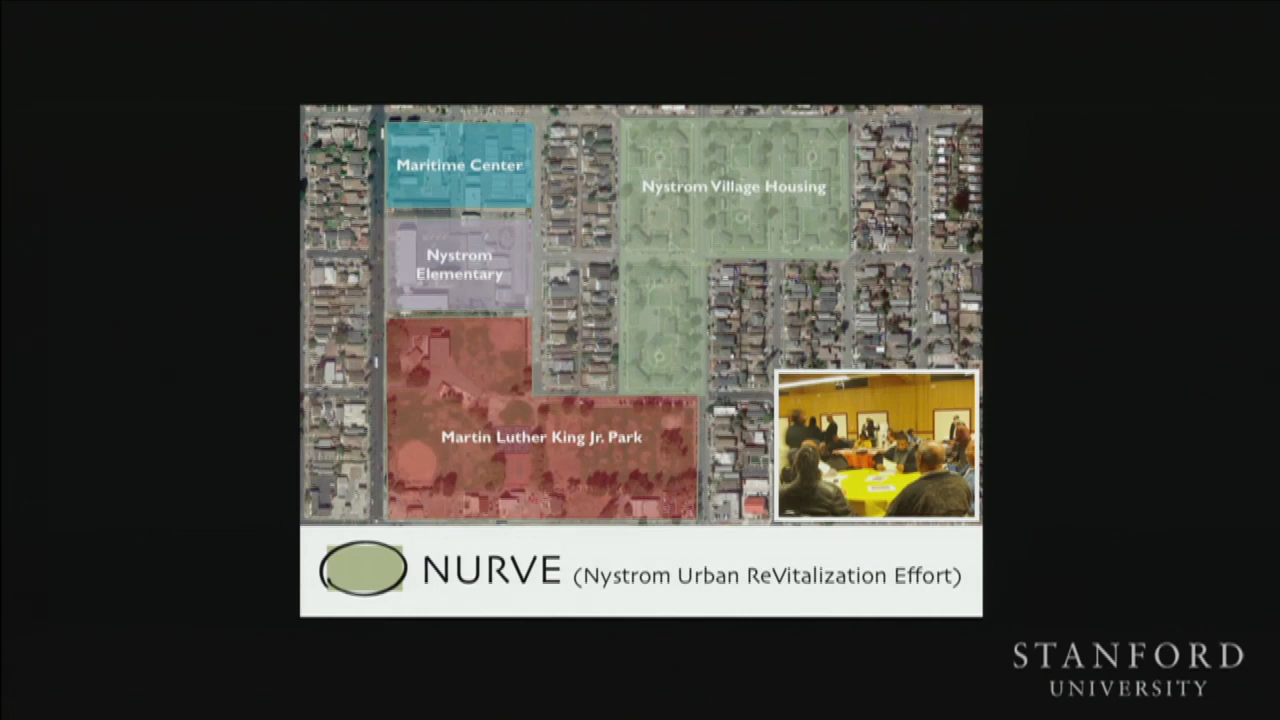 Maritime Center
Nystrom Village Housing
Nystrom
Elementary
Martin Luther King Jr. Park
NURVE (Nystrom Urban ReVitalization Effort)
STANFORD
UNIVERSITY